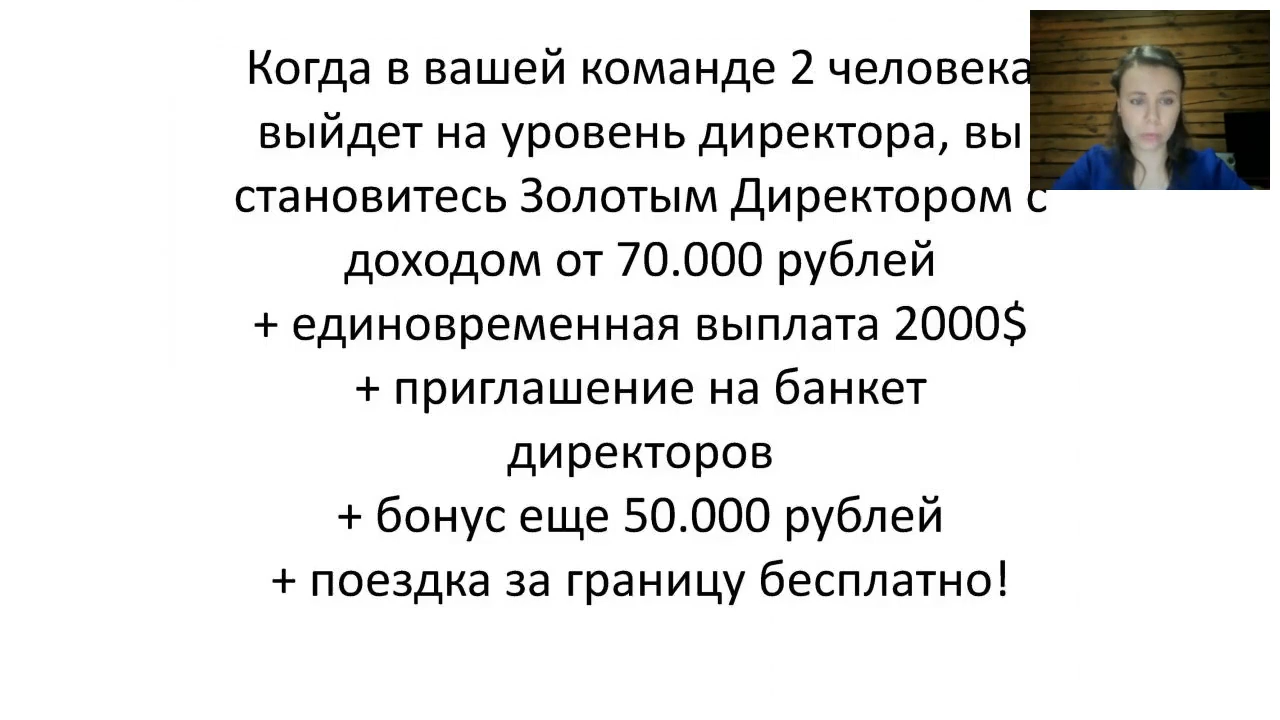 Когда в вашей команде 2 человека
выйдет на уровень директора, вы
становитесь Золотым Директором с
доходом от 70.000 рублей
+ единовременная выплата 2000$
+ приглашение на банкет
директоров
+ бонус еще 50.000 рублей
+ поездка за границу бесплатно!